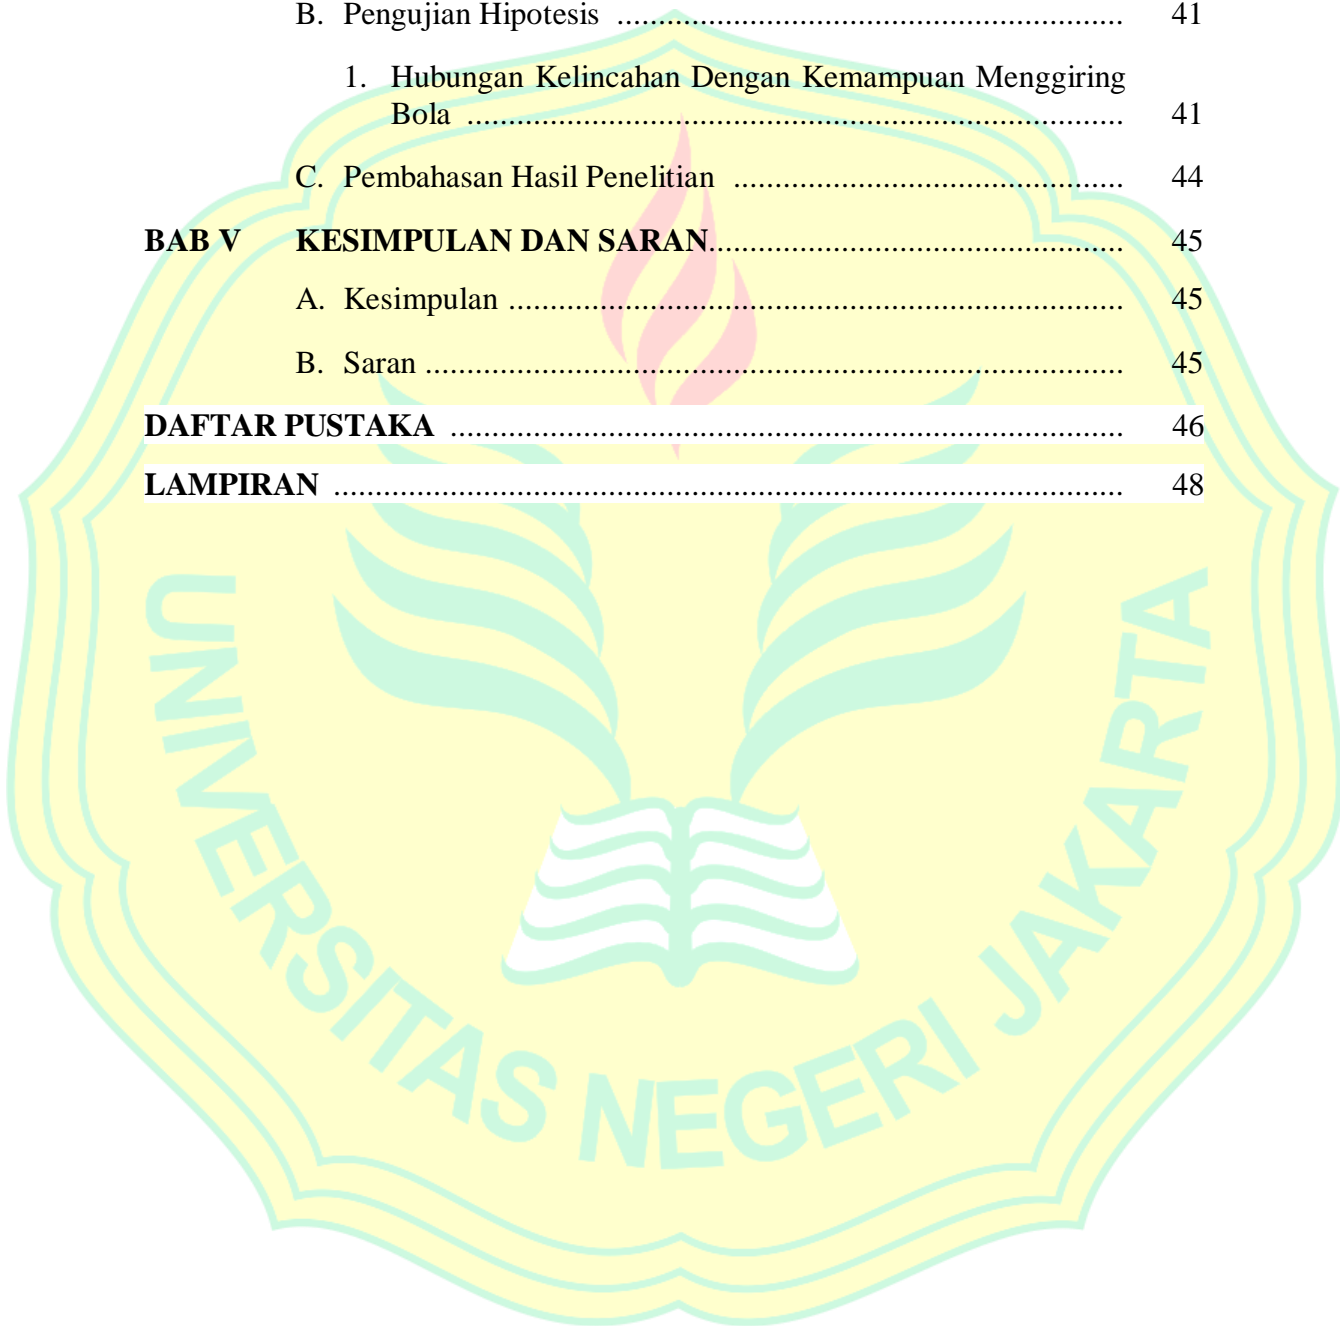 B. Pengujian Hipotesis .............................................................. 41
1. Hubungan Kelincahan Dengan Kemampuan Menggiring
Bola ................................................................................ 41
C. Pembahasan Hasil Penelitian ................................................ 44
BAB V KESIMPULAN DAN SARAN................................................... 45
A. Kesimpulan ........................................................................... 45
B. Saran ..................................................................................... 45
DAFTAR PUSTAKA .................................................................................. 46
LAMPIRAN ................................................................................................ 48
UNIVERSITAS NEGERI JAKARTA